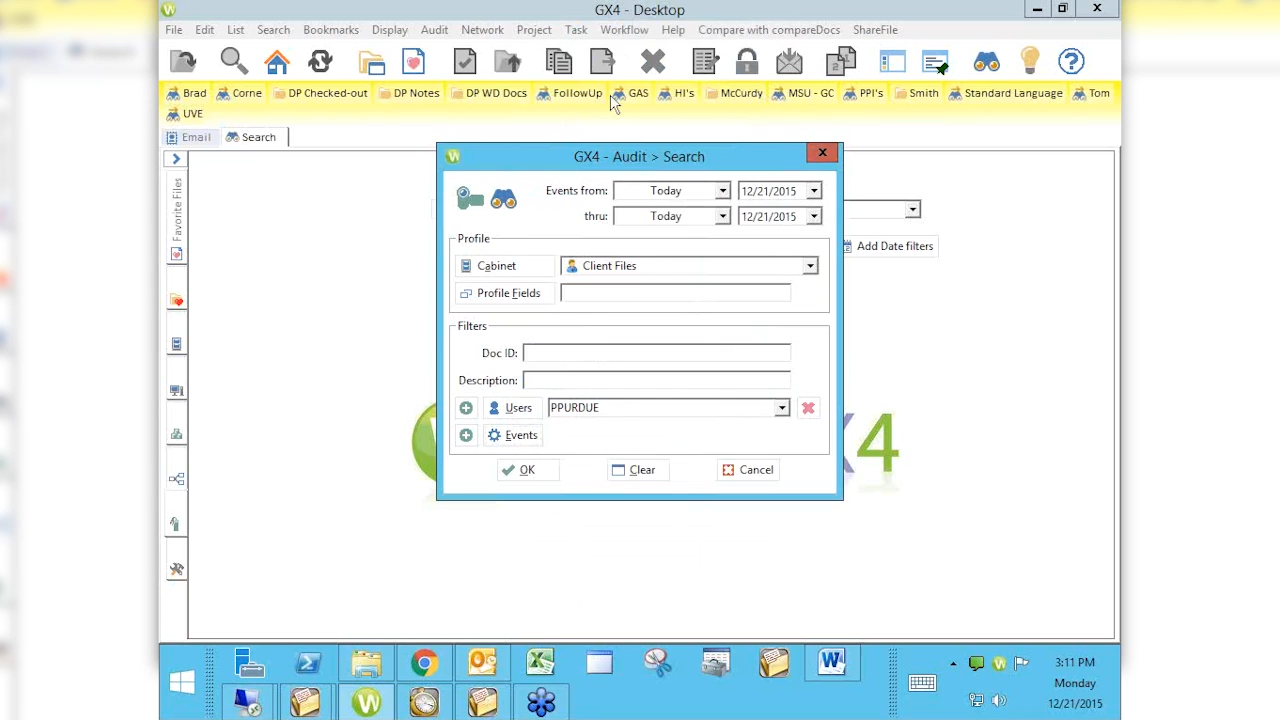 GX4 - Desktop
File Edit List Search Bookmarks Display Audit Network Project Task Workflow Help Compare with compareDocs ShareFile
Brad Corne DP Checked-out DP Notes DP WD Docs FollowUp GAS HI's McCurdy MSU - GC PPI's Smith Standard Language Tom
UVE
Email Search
GX4 - Audit > Search
Events from: Today 12/21/2015
thru: Today 12/21/2015
Profile
Cabinet Client Files
Profile Fields
Filters
Doc ID:
Description:
Users PPURDUE
Events
OK Clear Cancel
Add Date filters
Favorite Files
4
3:11 PM
Monday
12/21/2015